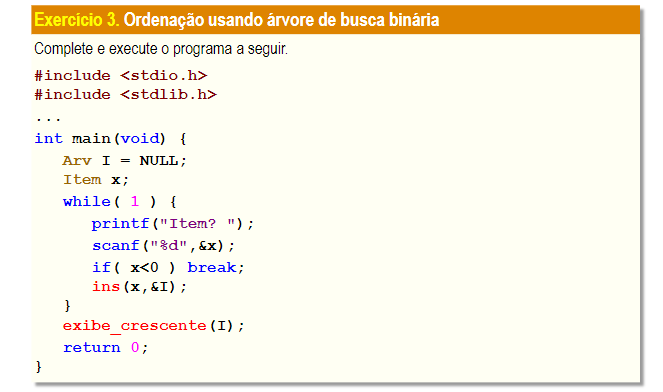 Exercício 3. Ordenação usando árvore de busca binária
Complete e execute o programa a seguir.
#include <stdio.h>
#include <stdlib.h>
...
int main(void) {
   Arv I = NULL;
   Item x;
   while( 1 ) {
      printf("Item? ");
      scanf("%d",&x);
      if( x<0 ) break;
      ins(x,&I);
   }
   exibe_crescente(I);
   return 0;
}